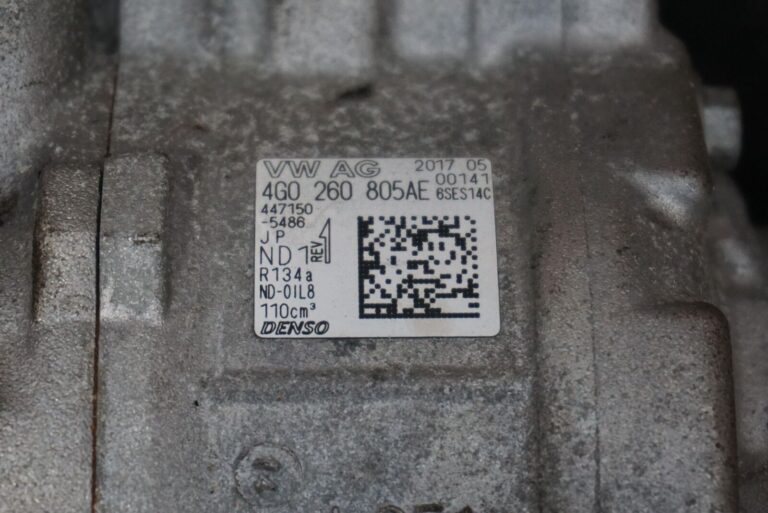 VW AG 2017 05
00141
4G0 260 805AE 6SES14C
447150
-5486
JP
ND 1 REV
R134a
ND-OIL8
110cm³
DENSO